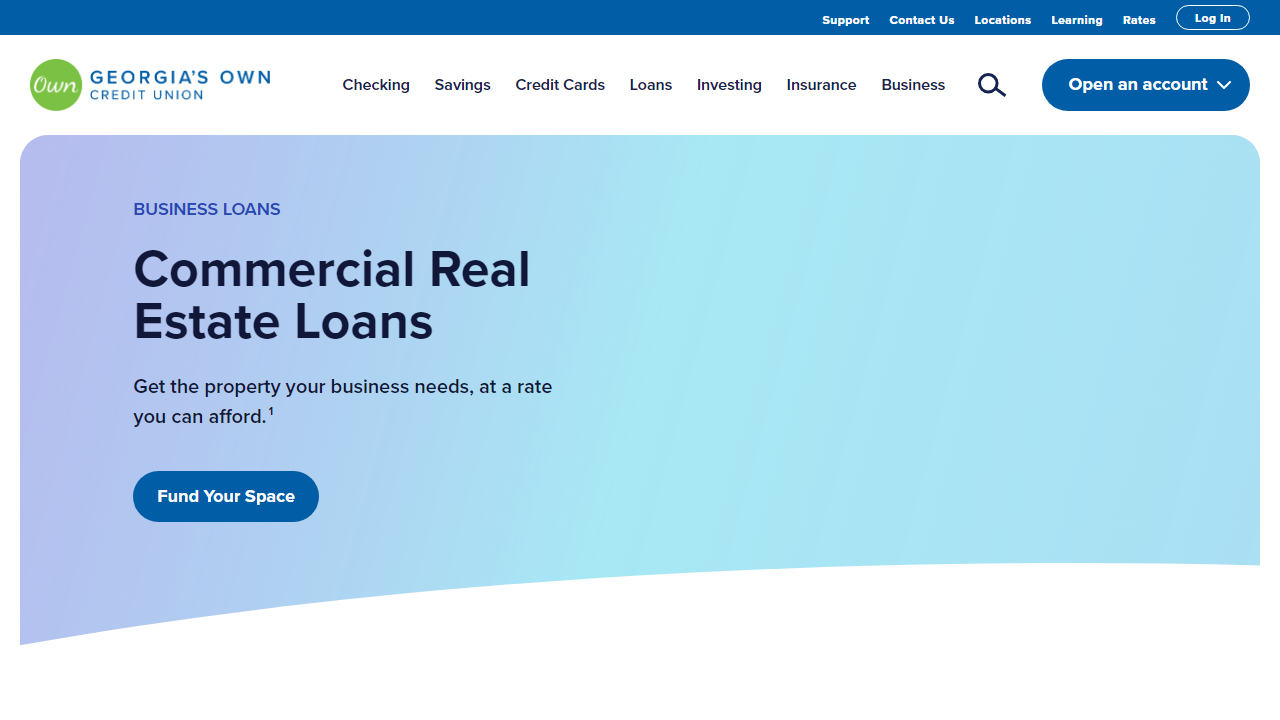 Support Contact Us Locations Learning Rates Log In
Own GEORGIA'S OWN
CREDIT UNION
Checking Savings Credit Cards Loans Investing Insurance Business Open an account
BUSINESS LOANS
Commercial Real
Estate Loans
Get the property your business needs, at a rate
you can afford.¹
Fund Your Space